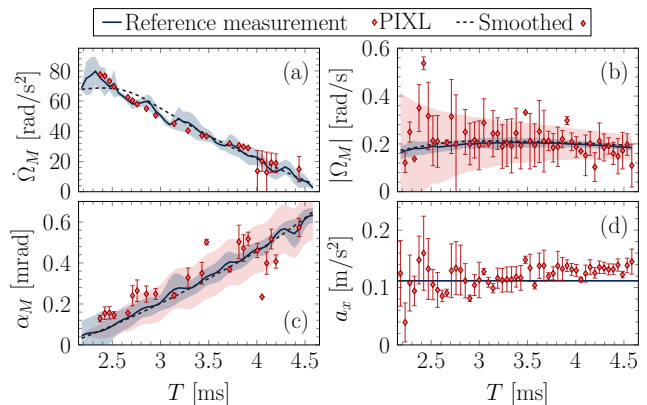 Reference measurement PIXL Smoothed
80 60 40 20 0
Ω̇_M [rad/s²]
(a)
0.6 0.4 0.2 0
|Ω_M| [rad/s]
(b)
0.6 0.4 0.2 0
α_M [mrad]
(c)
0.2 0.1 0
a_x [m/s²]
(d)
2.5 3 3.5 4 4.5
T [ms]
2.5 3 3.5 4 4.5
T [ms]